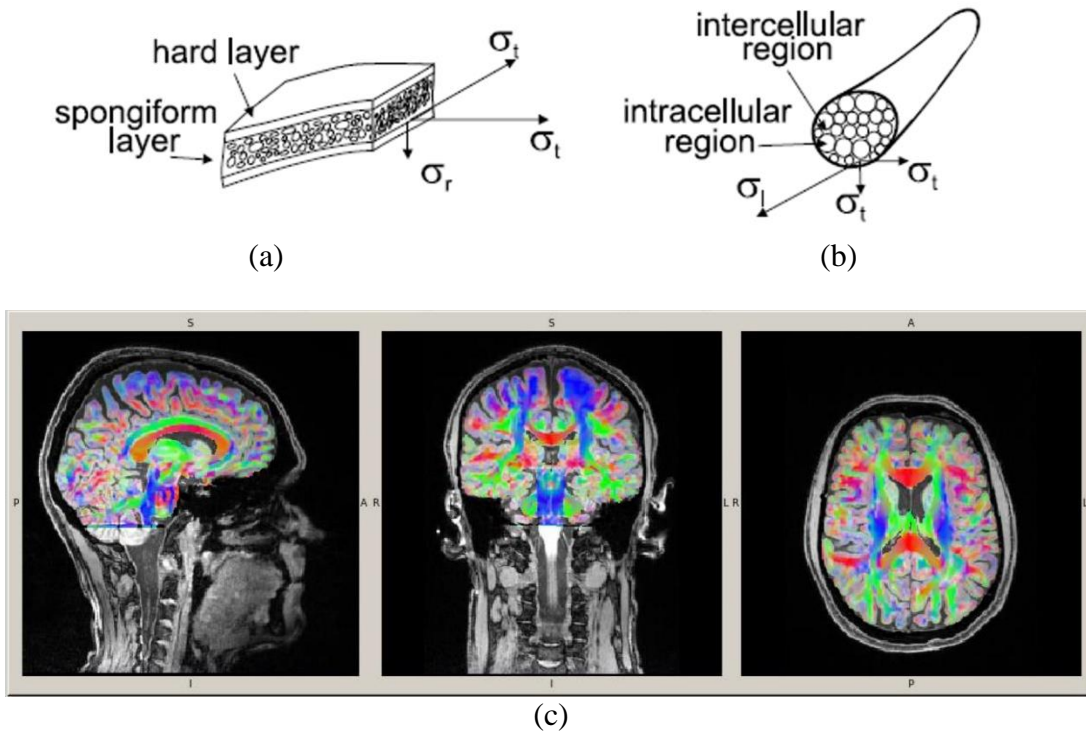 hard layer
spongiform
layer
σt
σt
σr
(a)
intercellular
region
intracellular
region
σl
σt
σt
(b)
S
P
A
I
S
R
L
I
A
R
L
P
(c)